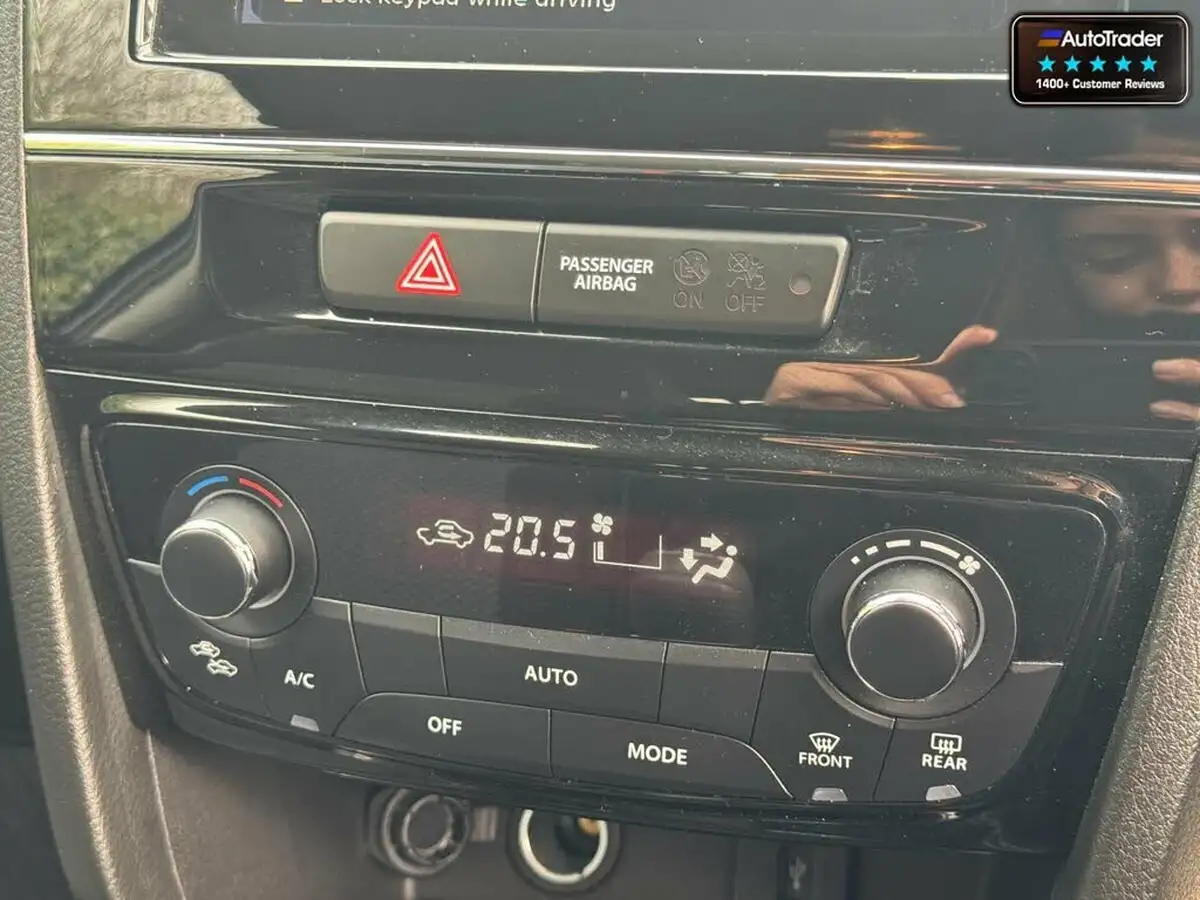 Lock keypad while driving
AutoTrader
1400+ Customer Reviews
PASSENGER
AIRBAG
ON
OFF
20.5
A/C
AUTO
OFF
MODE
FRONT
REAR